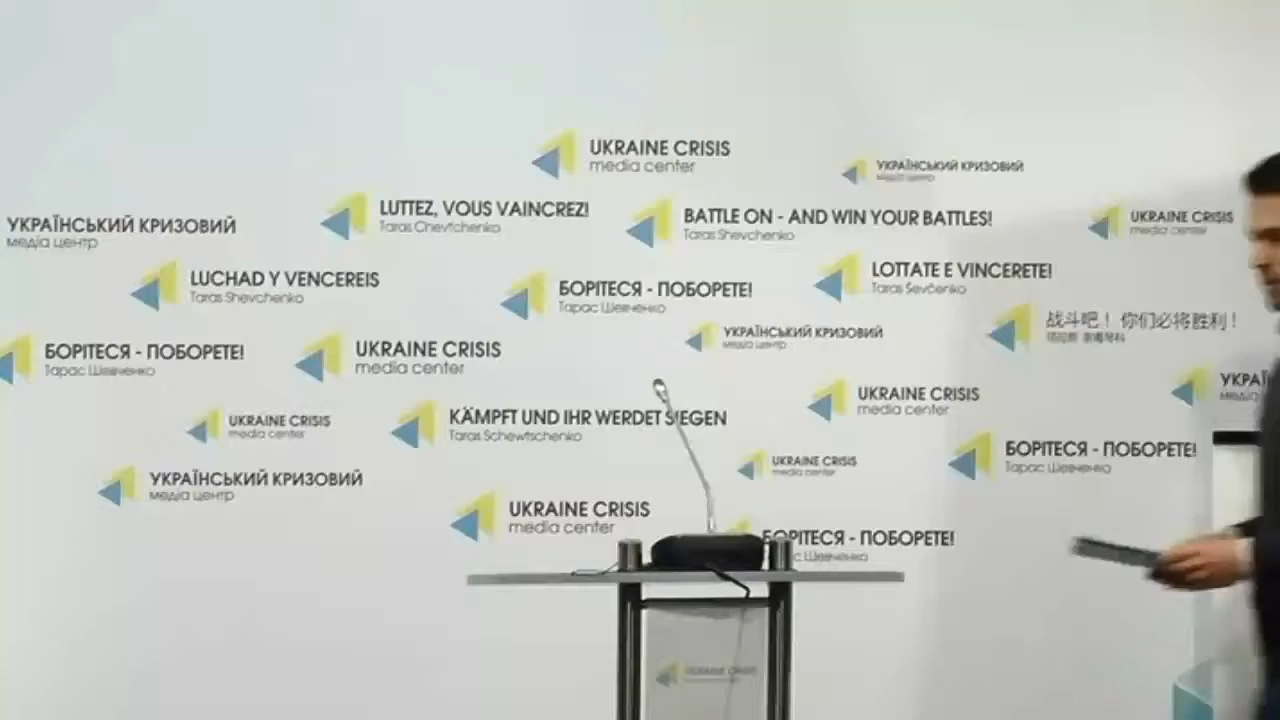 UKRAINE CRISIS
media center
УКРАЇНСЬКИЙ КРИЗОВИЙ
медіа центр
LUTTEZ, VOUS VAINCREZ!
Taras Chevtchenko
BATTLE ON - AND WIN YOUR BATTLES!
Taras Shevchenko
UKRAINE CRISIS
media center
УКРАЇНСЬКИЙ КРИЗОВИЙ
медіа центр
LUCHAD Y VENCEREIS
Taras Shevchenko
БОРІТЕСЯ - ПОБОРЕТЕ!
Тарас Шевченко
LOTTATE E VINCERETE!
Taras Ševčenko
УКРАЇНСЬКИЙ КРИЗОВИЙ
медіа центр
战斗吧！ 你们必将胜利！
БОРІТЕСЯ - ПОБОРЕТЕ!
Тарас Шевченко
UKRAINE CRISIS
media center
UKRAINE CRISIS
media center
УКРАЇ
медіа
UKRAINE CRISIS
media center
KÄMPFT UND IHR WERDET SIEGEN
Taras Schewtschenko
БОРІТЕСЯ - ПОБОРЕТЕ!
Тарас Шевченко
UKRAINE CRISIS
media center
УКРАЇНСЬКИЙ КРИЗОВИЙ
медіа центр
UKRAINE CRISIS
media center
БОРІТЕСЯ - ПОБОРЕТЕ!
с Шевченко
UKRAINE CRISIS